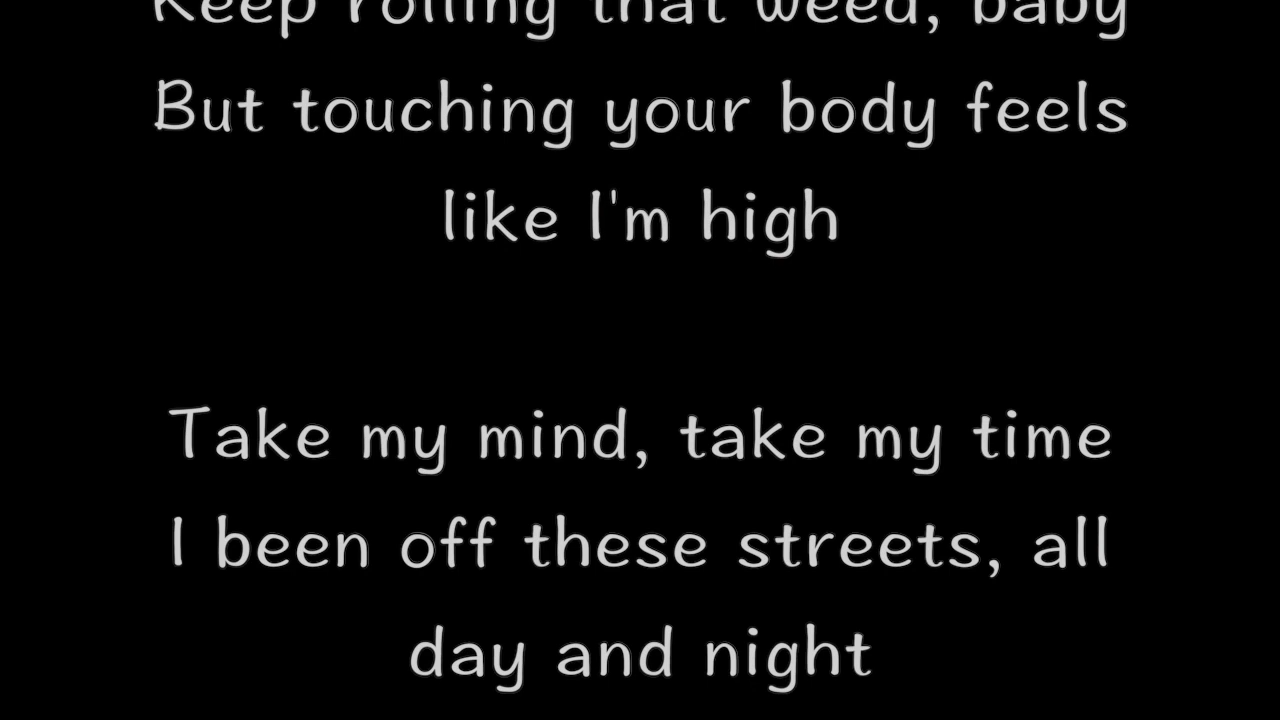 Keep rolling that weed, baby
But touching your body feels
like I'm high
Take my mind, take my time
I been off these streets, all
day and night